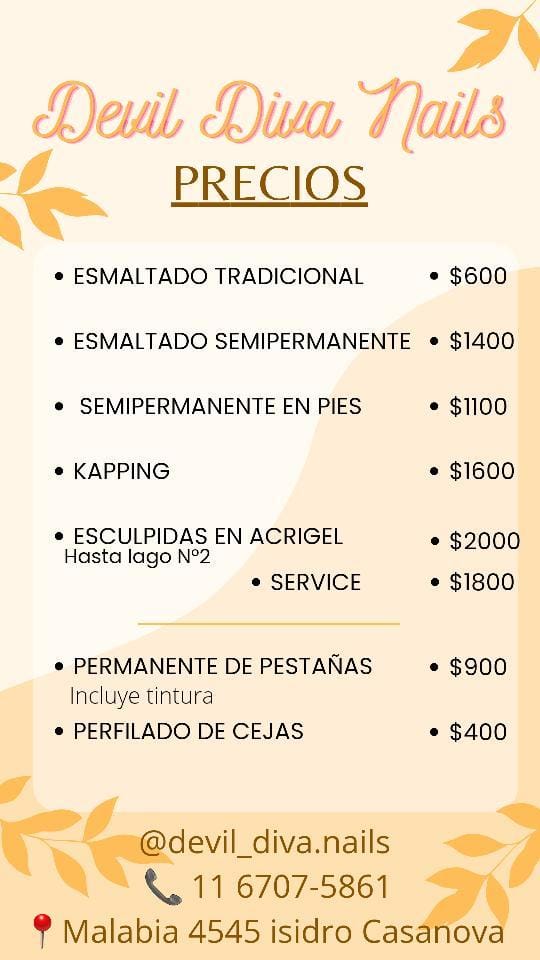 Devil Diva Nails
PRECIOS
• ESMALTADO TRADICIONAL • $600
• ESMALTADO SEMIPERMANENTE • $1400
• SEMIPERMANENTE EN PIES • $1100
• KAPPING • $1600
• ESCULPIDAS EN ACRIGEL • $2000
Hasta lago N°2
• SERVICE • $1800
• PERMANENTE DE PESTAÑAS • $900
Incluye tintura
• PERFILADO DE CEJAS • $400
@devil_diva.nails
11 6707-5861
Malabia 4545 isidro Casanova